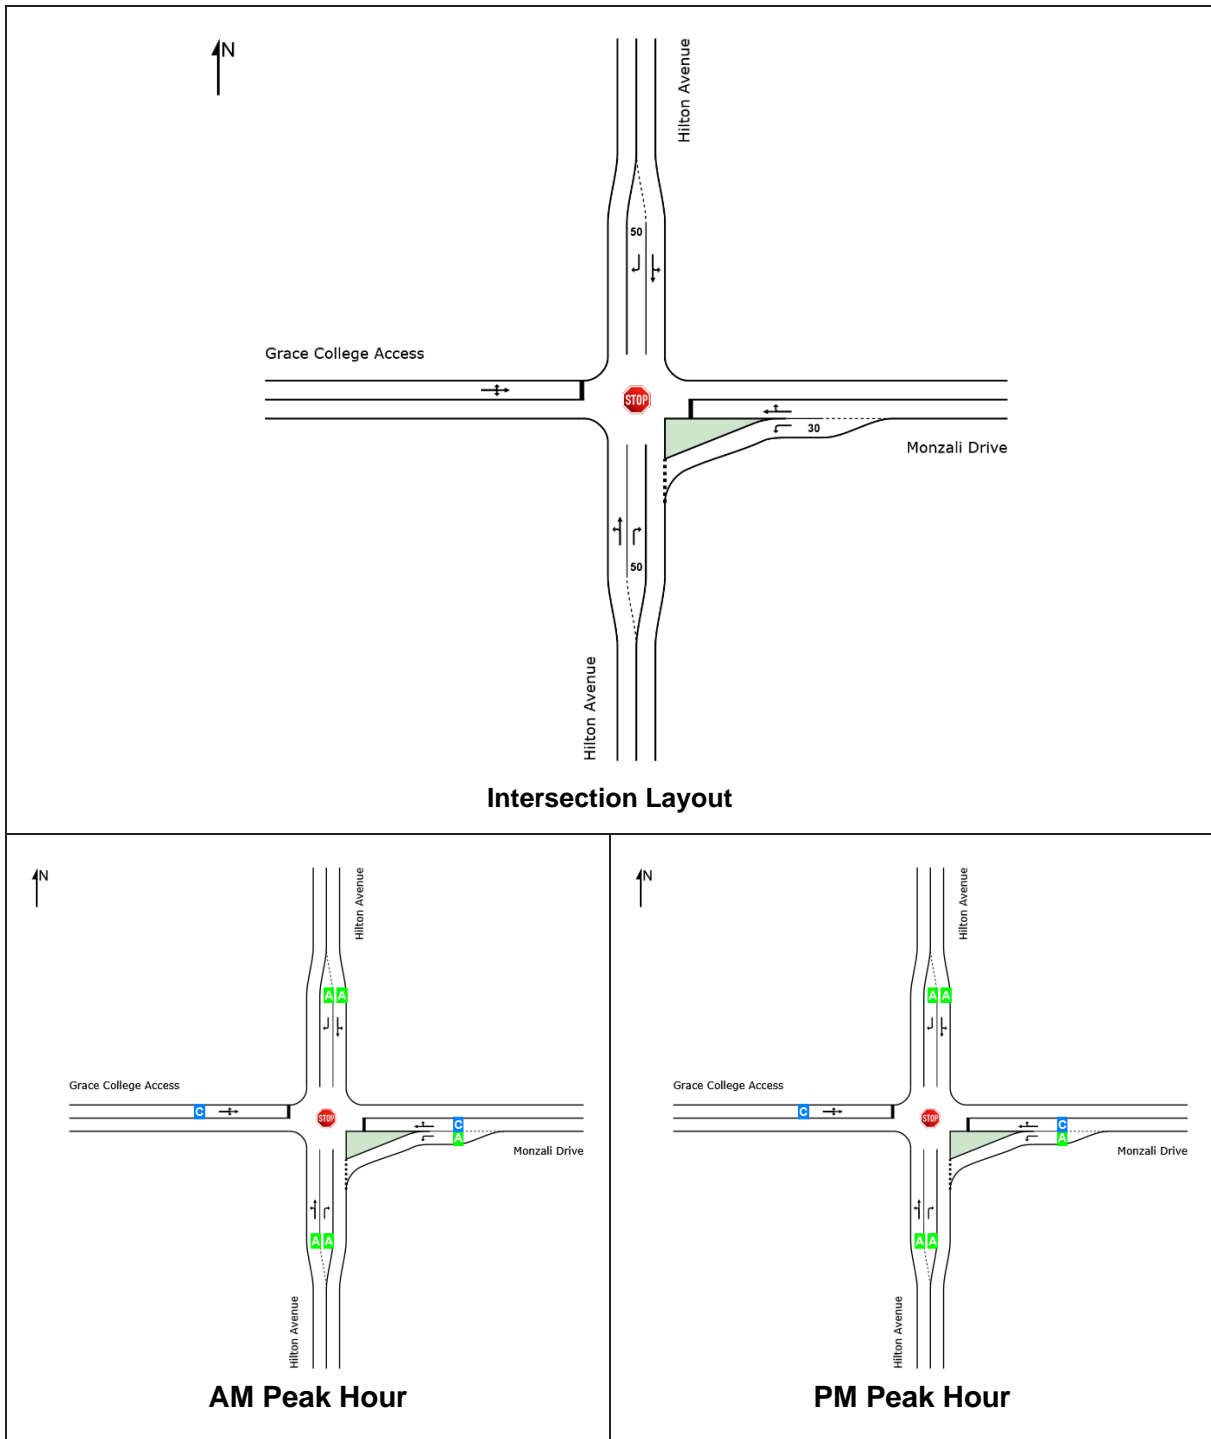 N
Hilton Avenue
50
Grace College Access
STOP
30
Monzali Drive
50
Hilton Avenue
Intersection Layout
N
Hilton Avenue
A A
Grace College Access
C
STOP
C
A
Monzali Drive
A A
Hilton Avenue
AM Peak Hour
N
Hilton Avenue
A A
Grace College Access
C
STOP
C
A
Monzali Drive
A A
Hilton Avenue
PM Peak Hour